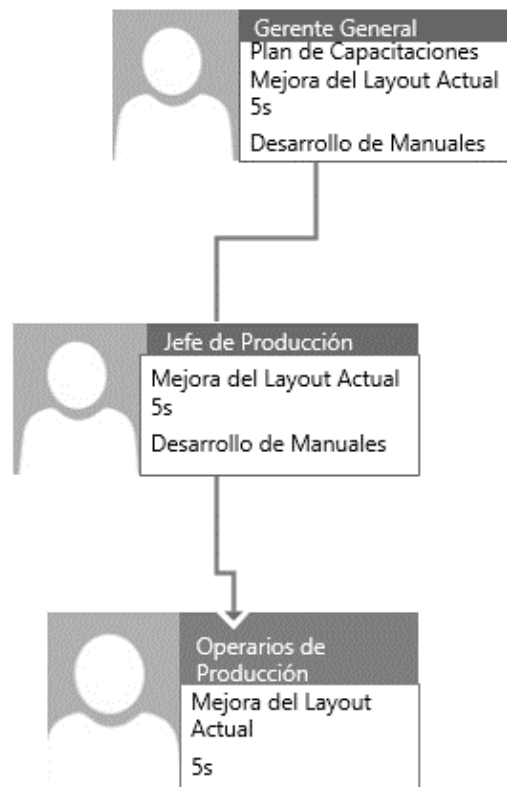 Gerente General
Plan de Capacitaciones
Mejora del Layout Actual
5s
Desarrollo de Manuales
Jefe de Producción
Mejora del Layout Actual
5s
Desarrollo de Manuales
Operarios de
Producción
Mejora del Layout
Actual
5s